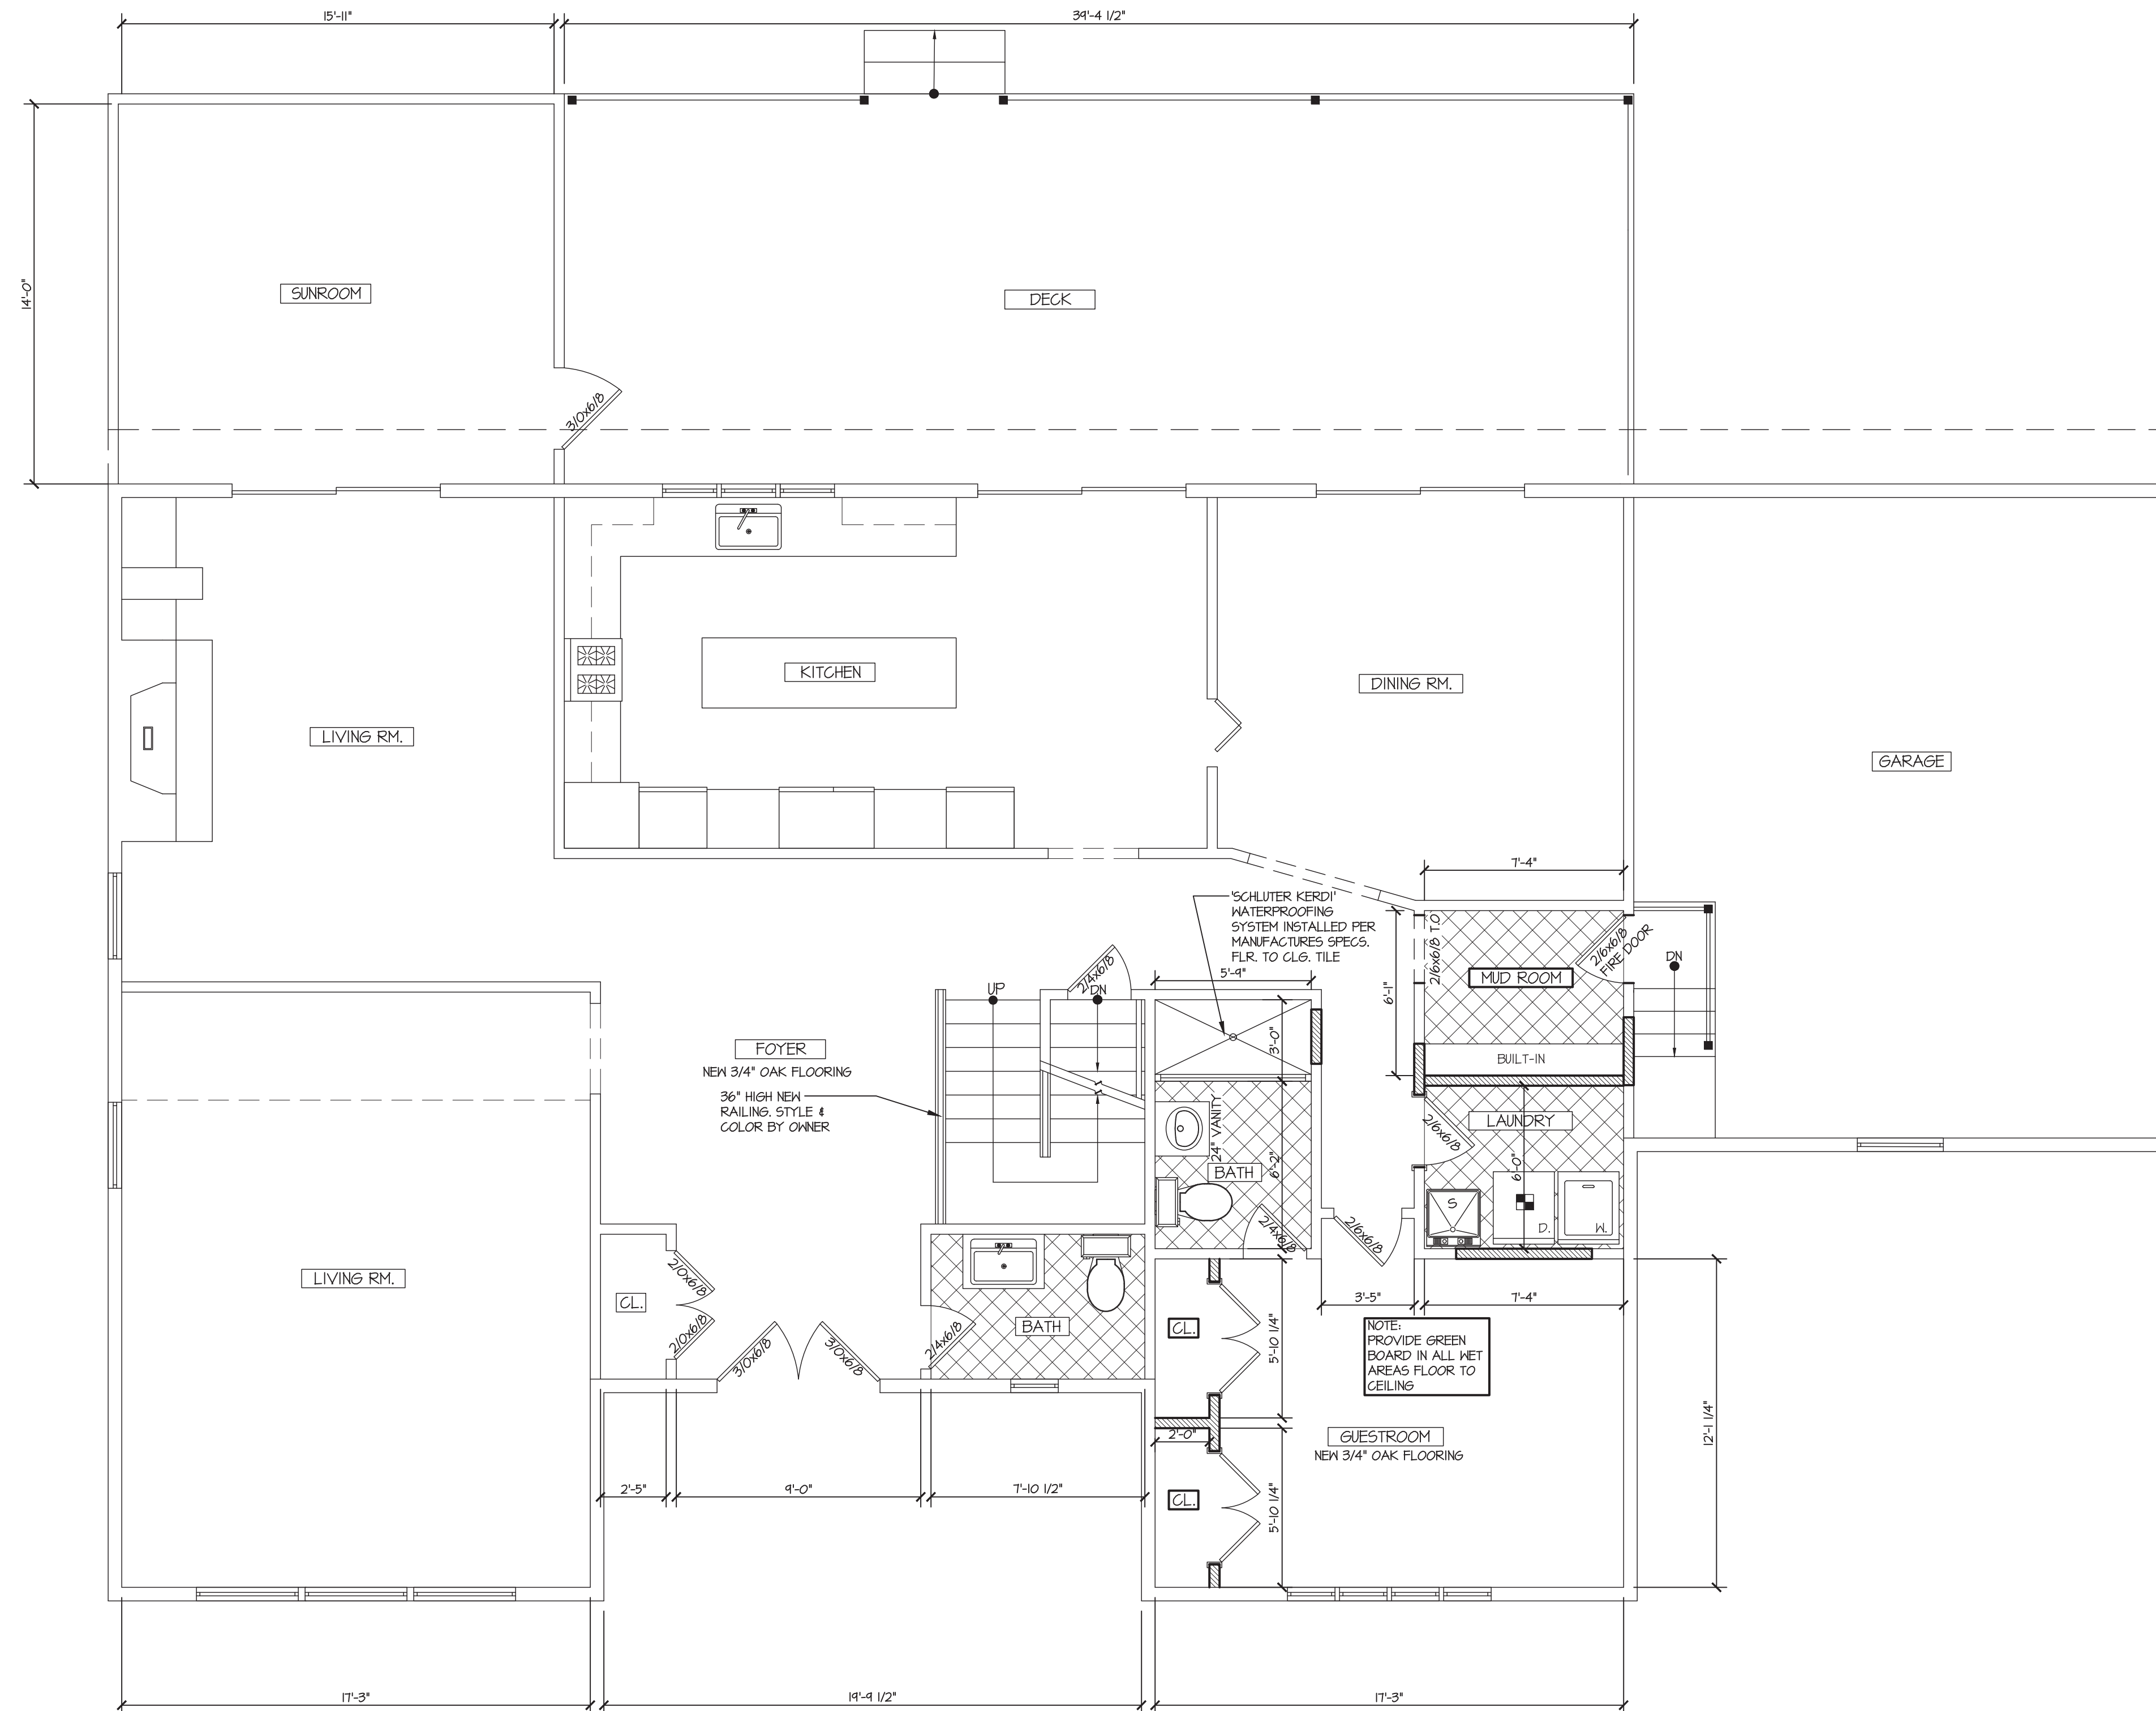 15'-11"
39'-4 1/2"
14'-0"
SUNROOM
DECK
3/0x6/8
KITCHEN
DINING RM.
LIVING RM.
GARAGE
7'-4"
'SCHLUTER KERDI'
WATERPROOFING
SYSTEM INSTALLED PER
MANUFACTURES SPECS.
FLR. TO CLG. TILE
2/6x6/8 T.O
2/6x6/8
FIRE DOOR
DN
MUD ROOM
6'-1"
5'-9"
2/4x6/8
UP
DN
3'-0"
FOYER
NEW 3/4" OAK FLOORING
BUILT-IN
36" HIGH NEW
RAILING. STYLE &
COLOR BY OWNER
24" VANITY
LAUNDRY
2/6x6/8
6'-2"
6'-0"
BATH
S
D.
W.
2/4x6/8
2/6x6/8
LIVING RM.
2/0x6/8
CL.
2/0x6/8
3/0x6/8
3/0x6/8
2/4x6/8
BATH
CL.
5'-10 1/4"
3'-5"
7'-4"
NOTE:
PROVIDE GREEN
BOARD IN ALL WET
AREAS FLOOR TO
CEILING
2'-0"
GUESTROOM
NEW 3/4" OAK FLOORING
12'-1 1/4"
2'-5"
9'-0"
7'-10 1/2"
CL.
5'-10 1/4"
17'-3"
19'-9 1/2"
17'-3"